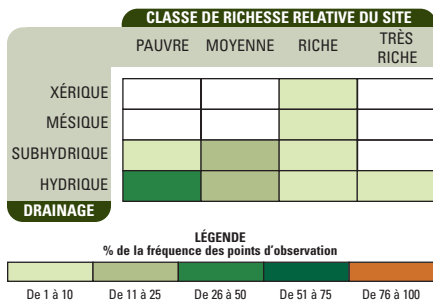 CLASSE DE RICHESSE RELATIVE DU SITE
PAUVRE MOYENNE RICHE TRÈS
RICHE
XÉRIQUE
MÉSIQUE
SUBHYDRIQUE
HYDRIQUE
DRAINAGE
LÉGENDE
% de la fréquence des points d'observation
De 1 à 10 De 11 à 25 De 26 à 50 De 51 à 75 De 76 à 100